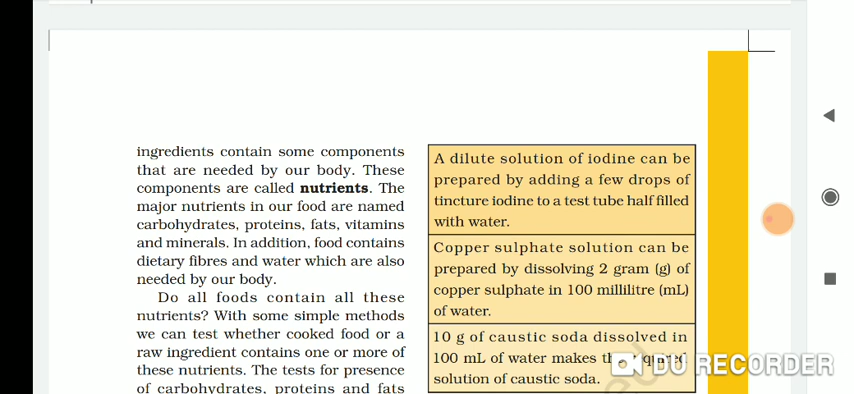 ingredients contain some components
that are needed by our body. These
components are called nutrients. The
major nutrients in our food are named
carbohydrates, proteins, fats, vitamins
and minerals. In addition, food contains
dietary fibres and water which are also
needed by our body.
Do all foods contain all these
nutrients? With some simple methods
we can test whether cooked food or a
raw ingredient contains one or more of
these nutrients. The tests for presence
of carbohydrates, proteins and fats
A dilute solution of iodine can be
prepared by adding a few drops of
tincture iodine to a test tube half filled
with water.
Copper sulphate solution can be
prepared by dissolving 2 gram (g) of
copper sulphate in 100 millilitre (mL)
of water.
10 g of caustic soda dissolved in
100 mL of water makes the required
solution of caustic soda.
DU RECORDER